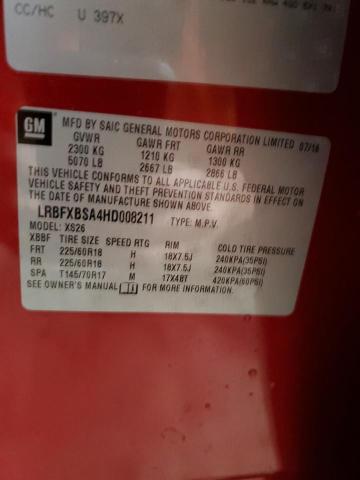 CC/HC U 397X
GM
MFD BY SAIC GENERAL MOTORS CORPORATION LIMITED 07/16
GVWR GAWR FRT GAWR RR
2300 KG 1210 KG 1300 KG
5070 LB 2667 LB 2866 LB
THIS VEHICLE CONFORMS TO ALL APPLICABLE U.S. FEDERAL
MOTOR VEHICLE SAFETY STANDARDS IN EFFECT ON
THE DATE OF MANUFACTURE SHOWN ABOVE.
LRBFXBSA4HD008211 TYPE: M.P.V.
MODEL: XS26
XBBF TIRE SIZE SPEED RTG RIM COLD TIRE PRESSURE
FRT 225/60R18 H 18X7.5J 240KPA(35PSI)
RR 225/60R18 H 18X7.5J 240KPA(35PSI)
SPA T145/70R17 M 17X4BT 420KPA(60PSI)
SEE OWNER'S MANUAL FOR MORE INFORMATION.